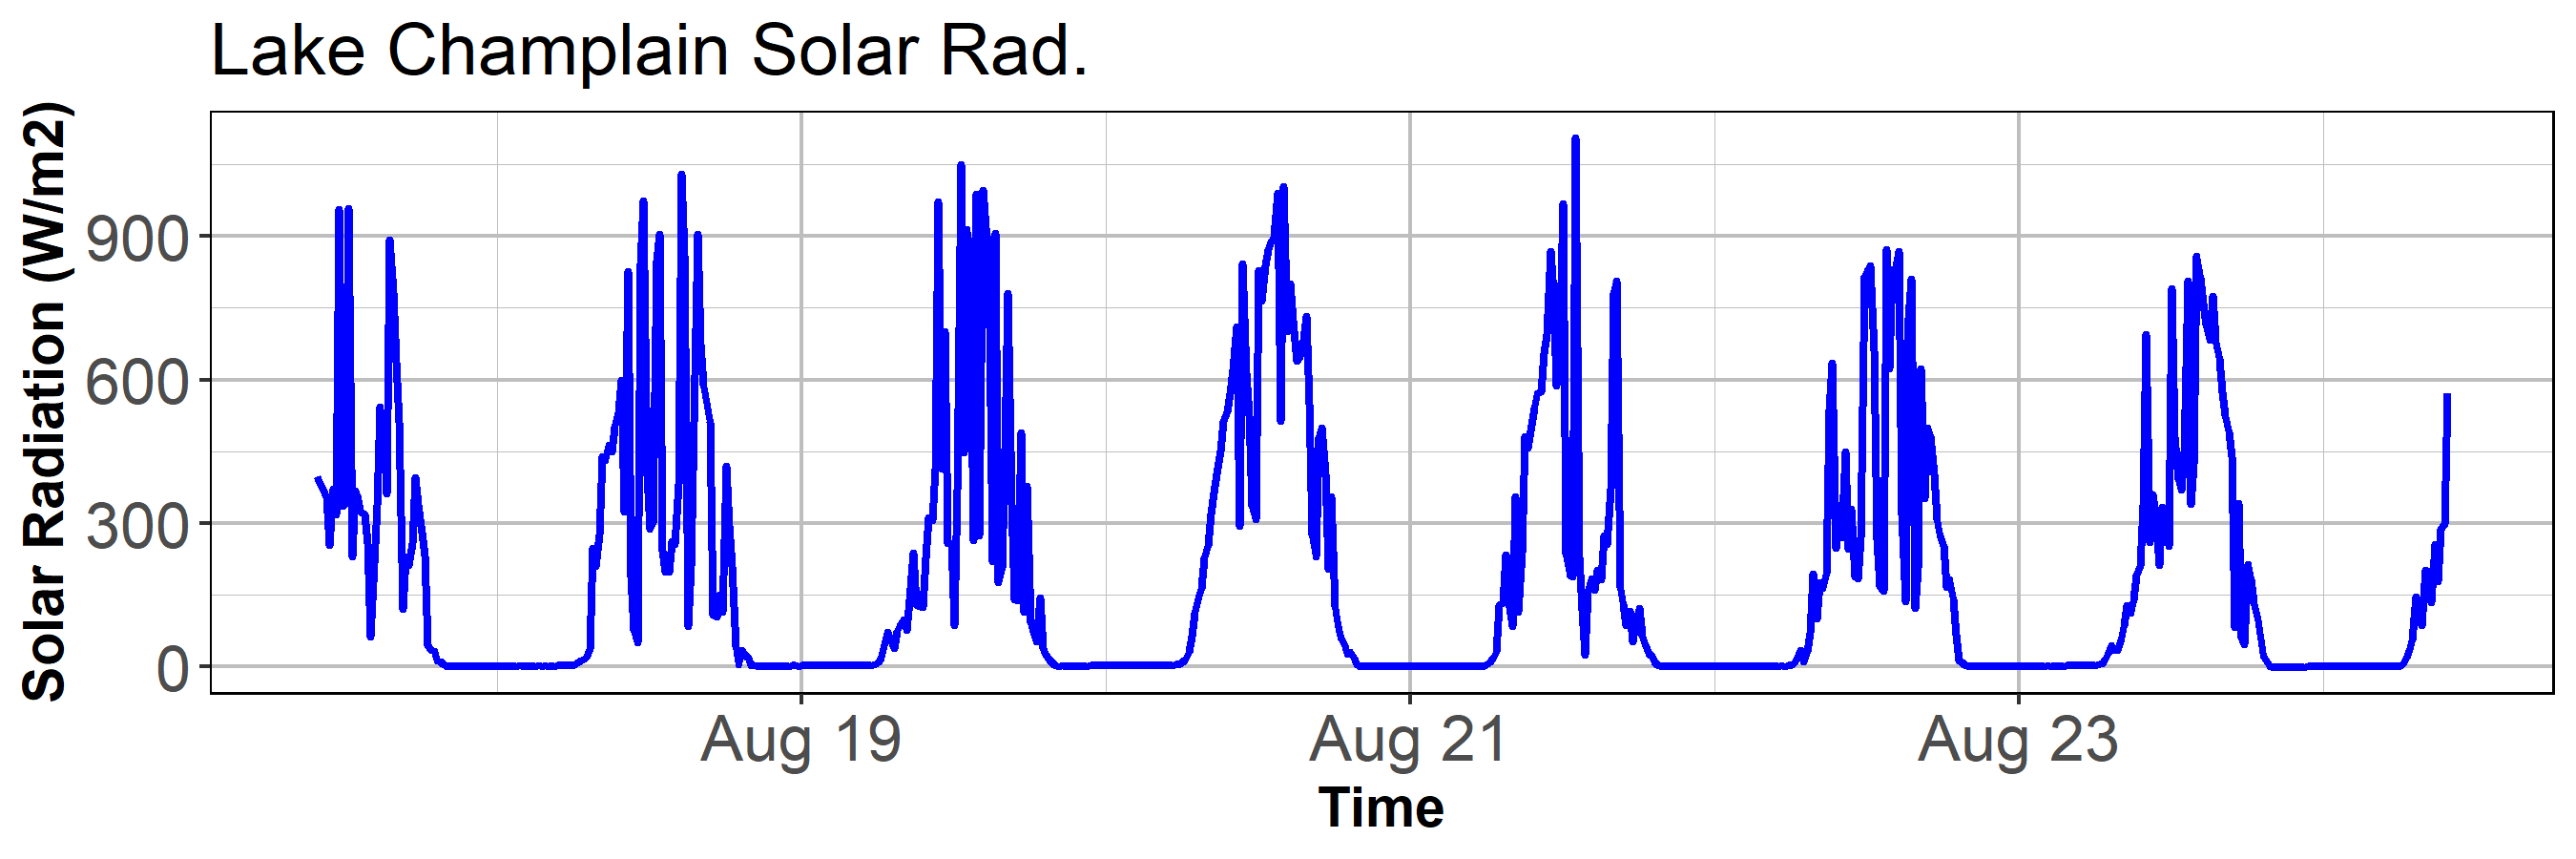 Lake Champlain Solar Rad.
Solar Radiation (W/m2)
900
600
300
0
Aug 19 Aug 21 Aug 23
Time